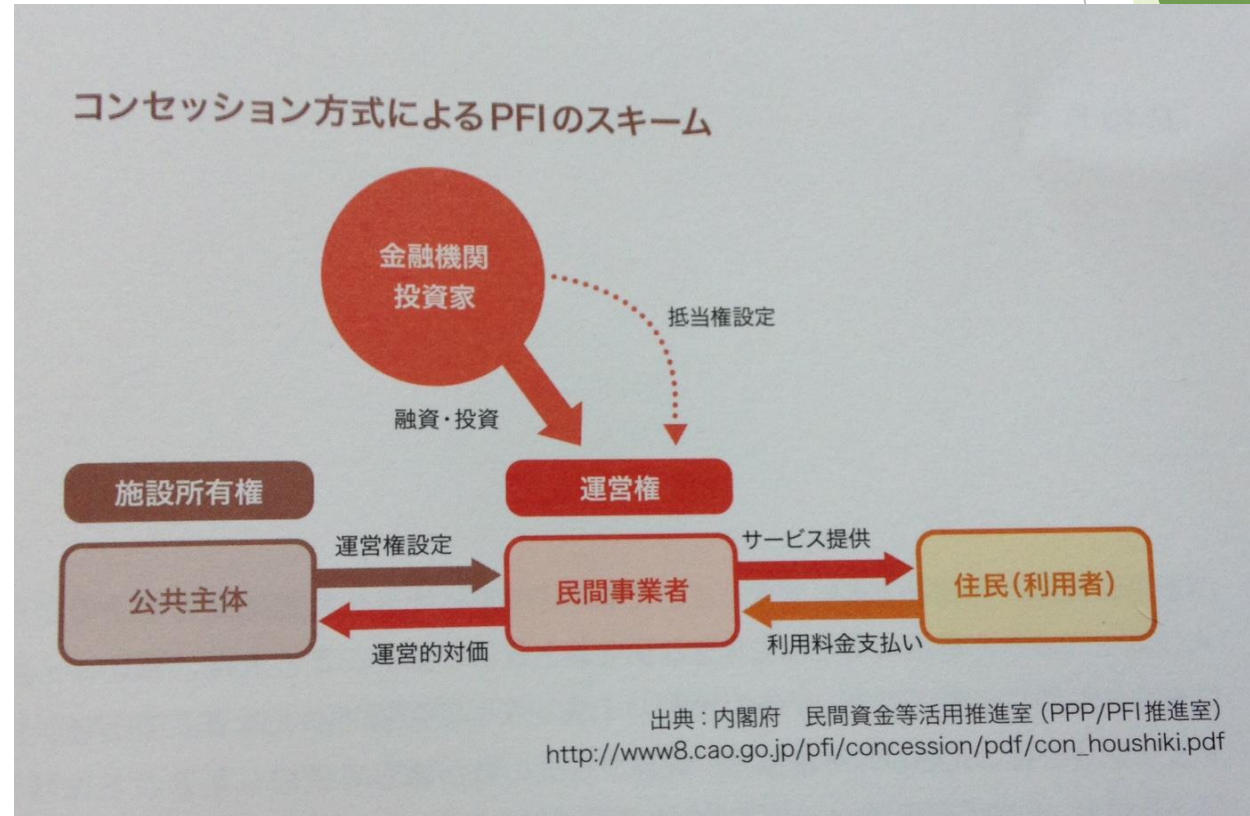 コンセッション方式によるPFIのスキーム
金融機関
投資家
抵当権設定
融資・投資
施設所有権
運営権
運営権設定
サービス提供
公共主体
民間事業者
住民(利用者)
運営的対価
利用料金支払い
出典：内閣府　民間資金等活用推進室（PPP/PFI推進室）
http://www8.cao.go.jp/pfi/concession/pdf/con_houshiki.pdf